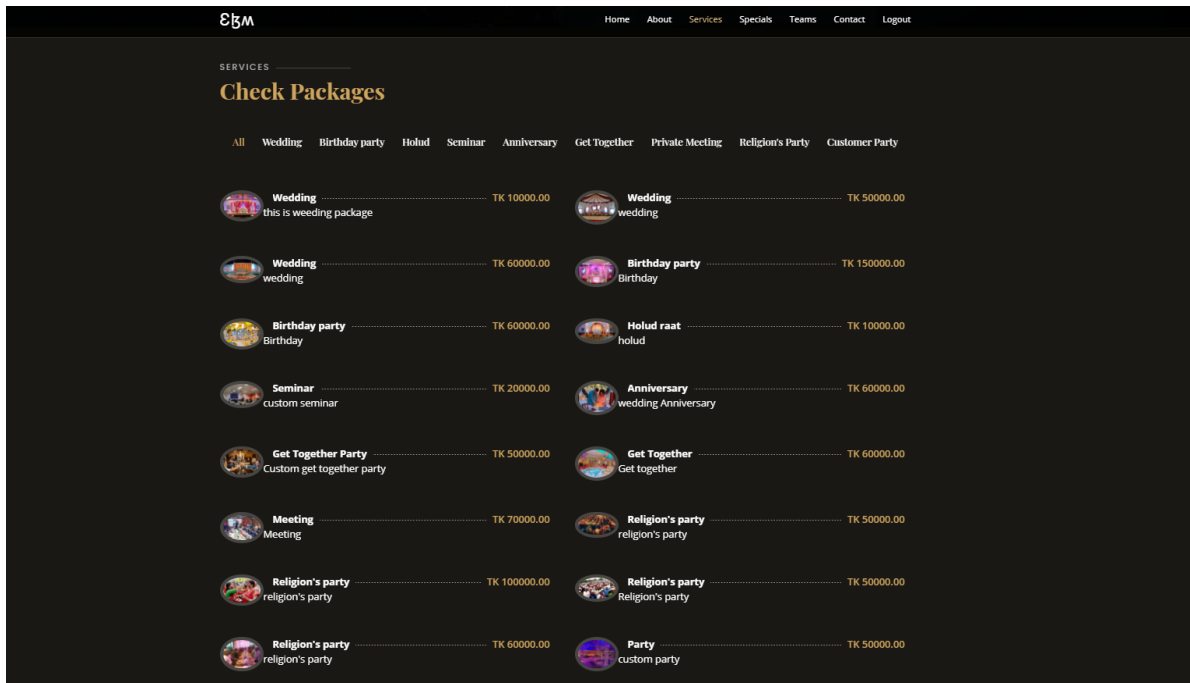 Home About Services Specials Teams Contact Logout
SERVICES
Check Packages
All Wedding Birthday party Holud Seminar Anniversary Get Together Private Meeting Religion's Party Customer Party
Wedding TK 10000.00
this is weeding package
Wedding TK 50000.00
wedding
Wedding TK 60000.00
wedding
Birthday party TK 150000.00
Birthday
Birthday party TK 60000.00
Birthday
Holud raat TK 10000.00
holud
Seminar TK 20000.00
custom seminar
Anniversary TK 60000.00
wedding Anniversary
Get Together Party TK 50000.00
Custom get together party
Get Together TK 60000.00
Get together
Meeting TK 70000.00
Meeting
Religion's party TK 50000.00
religion's party
Religion's party TK 100000.00
religion's party
Religion's party TK 50000.00
Religion's party
Religion's party TK 60000.00
religion's party
Party TK 50000.00
custom party